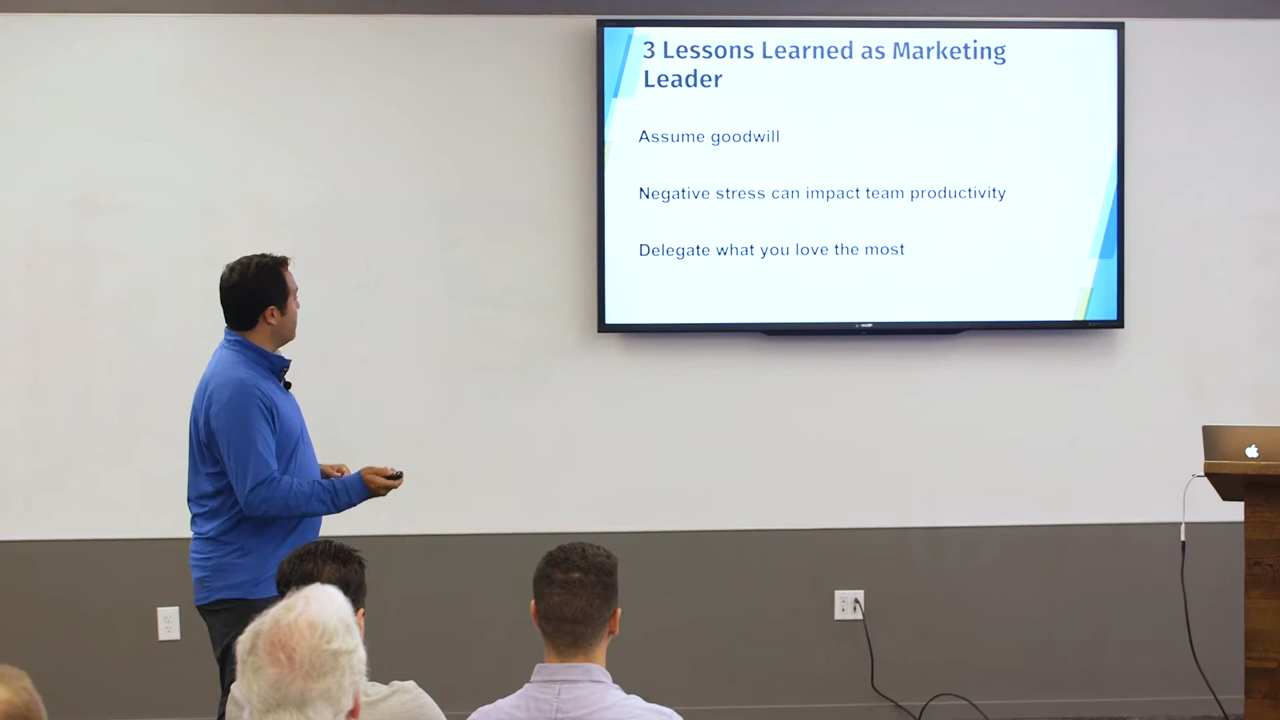 3 Lessons Learned as Marketing
Leader
Assume goodwill
Negative stress can impact team productivity
Delegate what you love the most